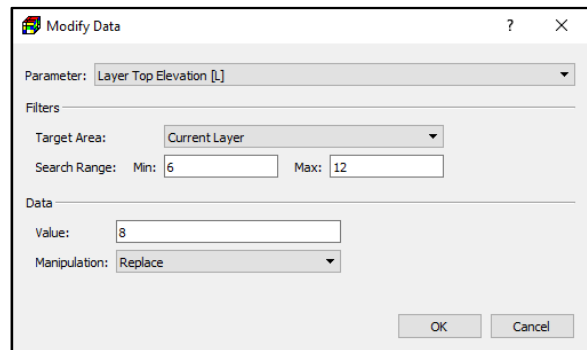 Modify Data ?
Parameter: Layer Top Elevation [L]
Filters
Target Area: Current Layer
Search Range: Min: 6 Max: 12
Data
Value: 8
Manipulation: Replace
OK Cancel